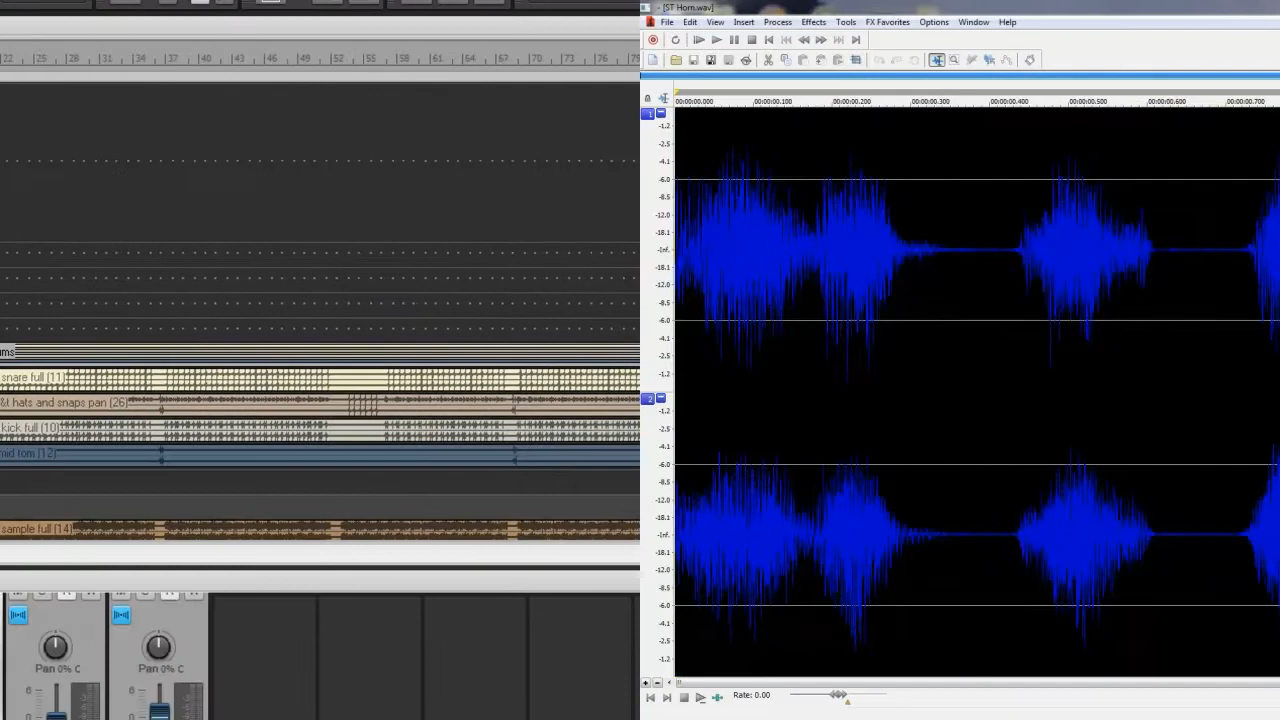 22 25 28 31 34 37 40 43 46 49 52 55 58 61 64 67 70 73 76 79
ums
snare full (11)
&t hats and snaps pan (26)
kick full (10)
mid tom (12)
sample full (14)
Pan 0% C
Pan 0% C
6
6
- [ST Horn.wav]
File Edit View Insert Process Effects Tools FX Favorites Options Window Help
00:00:00.000 00:00:00.100 00:00:00.200 00:00:00.300 00:00:00.400 00:00:00.500 00:00:00.600 00:00:00.700
1
-1.2
-2.5
-4.1
-6.0
-8.5
-12.0
-18.1
-Inf.
-18.1
-12.0
-8.5
-6.0
-4.1
-2.5
-1.2
2
-1.2
-2.5
-4.1
-6.0
-8.5
-12.0
-18.1
-Inf.
-18.1
-12.0
-8.5
-6.0
-4.1
-2.5
-1.2
Rate: 0.00